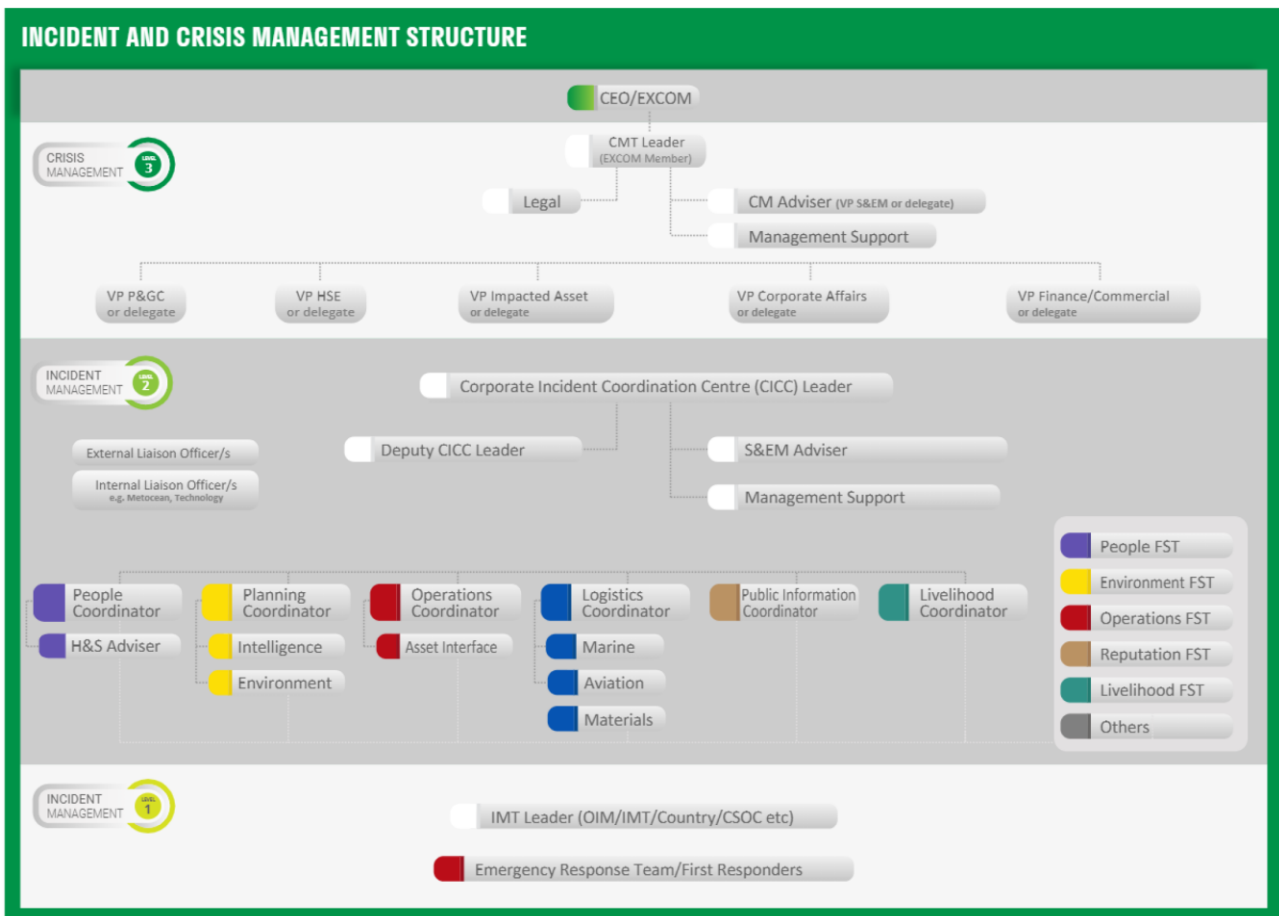 INCIDENT AND CRISIS MANAGEMENT STRUCTURE
CEO/EXCOM
CRISIS
MANAGEMENT
LEVEL
3
CMT Leader
(EXCOM Member)
Legal
CM Adviser (VP S&EM or delegate)
Management Support
VP P&GC
or delegate
VP HSE
or delegate
VP Impacted Asset
or delegate
VP Corporate Affairs
or delegate
VP Finance/Commercial
or delegate
INCIDENT
MANAGEMENT
LEVEL
2
Corporate Incident Coordination Centre (CICC) Leader
External Liaison Officer/s
Internal Liaison Officer/s
e.g. Metocean, Technology
Deputy CICC Leader
S&EM Adviser
Management Support
People
Coordinator
H&S Adviser
Planning
Coordinator
Intelligence
Environment
Operations
Coordinator
Asset Interface
Logistics
Coordinator
Marine
Aviation
Materials
Public Information
Coordinator
Livelihood
Coordinator
People FST
Environment FST
Operations FST
Reputation FST
Livelihood FST
Others
INCIDENT
MANAGEMENT
LEVEL
1
IMT Leader (OIM/IMT/Country/CSOC etc)
Emergency Response Team/First Responders